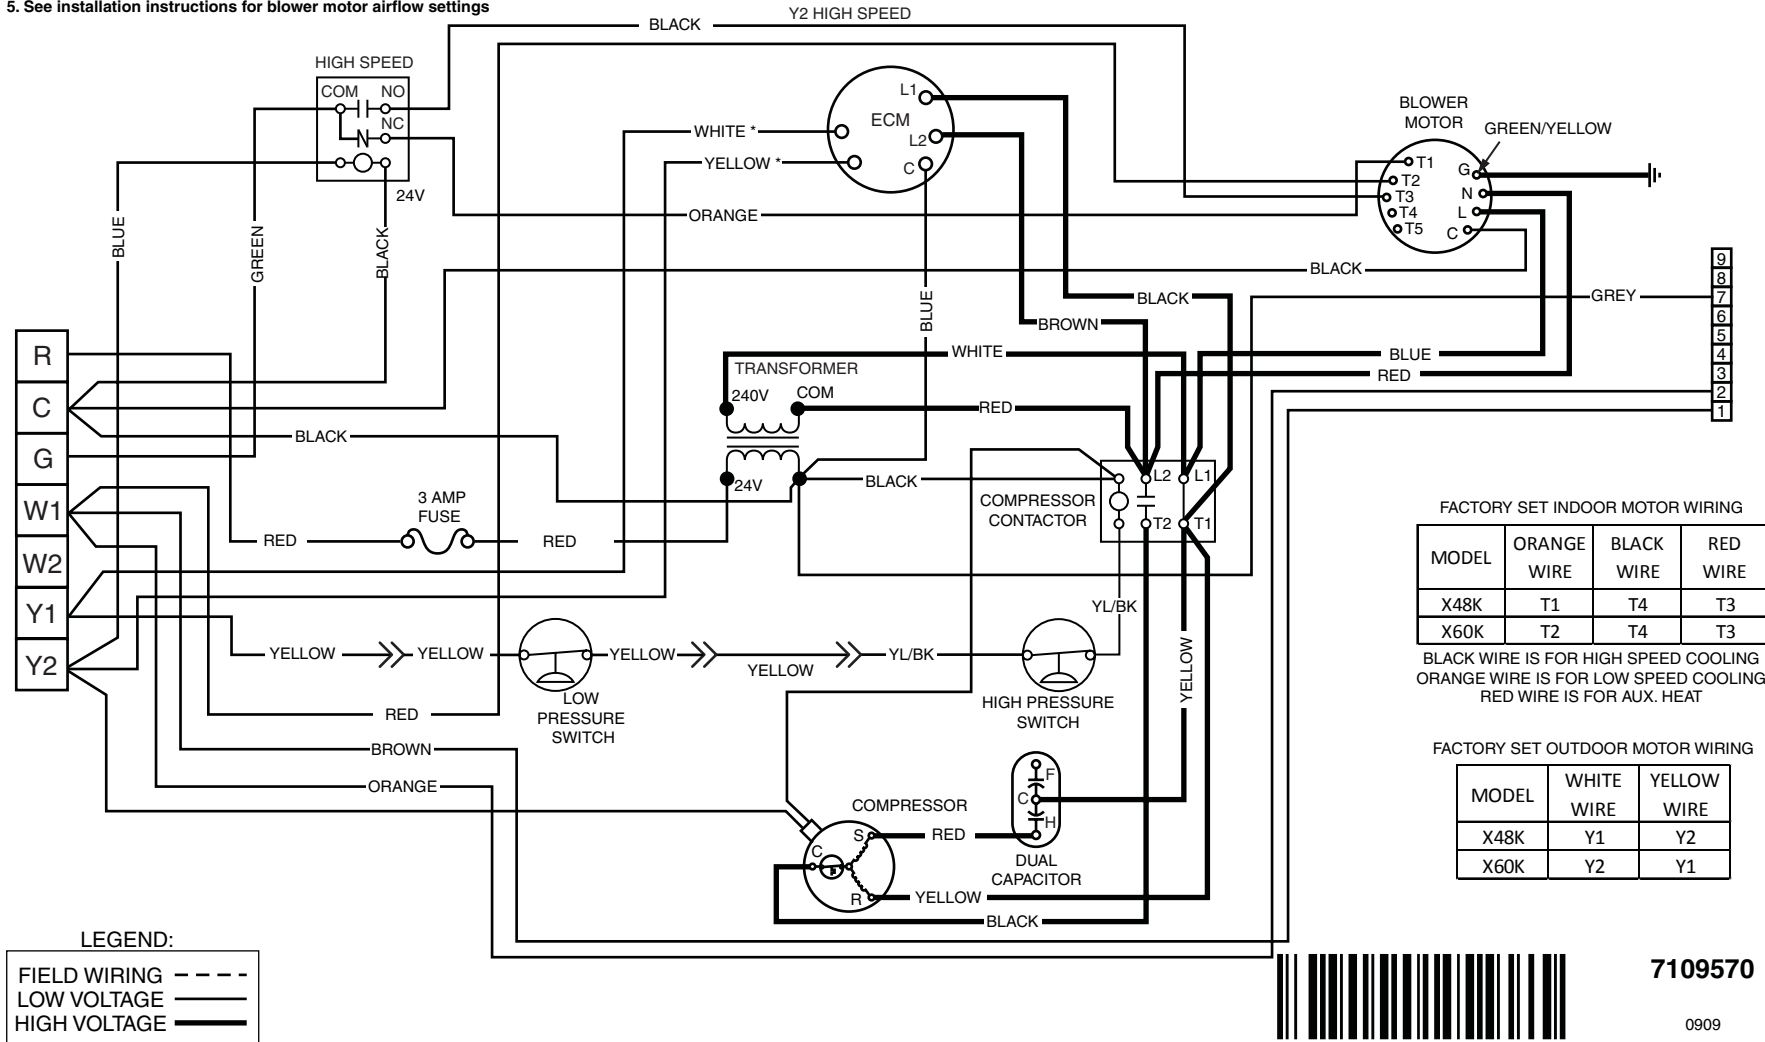 5. See installation instructions for blower motor airflow settings
Y2 HIGH SPEED
BLACK
HIGH SPEED
COM NO
NC
24V
L1
ECM
L2
C
WHITE *
YELLOW *
ORANGE
BLOWER
MOTOR
GREEN/YELLOW
T1
T2
T3
T4
T5
G
N
L
C
BLUE
GREEN
BLACK
BLACK
BLACK
GREY
BROWN
BLUE
WHITE
BLUE
RED
9
8
7
6
5
4
3
2
1
R
C
G
W1
W2
Y1
Y2
TRANSFORMER
240V COM
RED
BLACK
24V
BLACK
L2 L1
COMPRESSOR
CONTACTOR
T2 T1
3 AMP
FUSE
RED
RED
FACTORY SET INDOOR MOTOR WIRING
MODEL ORANGE WIRE BLACK WIRE RED WIRE
X48K T1 T4 T3
X60K T2 T4 T3
BLACK WIRE IS FOR HIGH SPEED COOLING
ORANGE WIRE IS FOR LOW SPEED COOLING
RED WIRE IS FOR AUX. HEAT
YL/BK
YELLOW
YELLOW
YELLOW
YELLOW
YL/BK
YELLOW
LOW
PRESSURE
SWITCH
HIGH PRESSURE
SWITCH
RED
BROWN
ORANGE
FACTORY SET OUTDOOR MOTOR WIRING
MODEL WHITE WIRE YELLOW WIRE
X48K Y1 Y2
X60K Y2 Y1
COMPRESSOR
S
C
R
RED
YELLOW
BLACK
F
C
H
DUAL
CAPACITOR
LEGEND:
FIELD WIRING
LOW VOLTAGE
HIGH VOLTAGE
7109570
0909